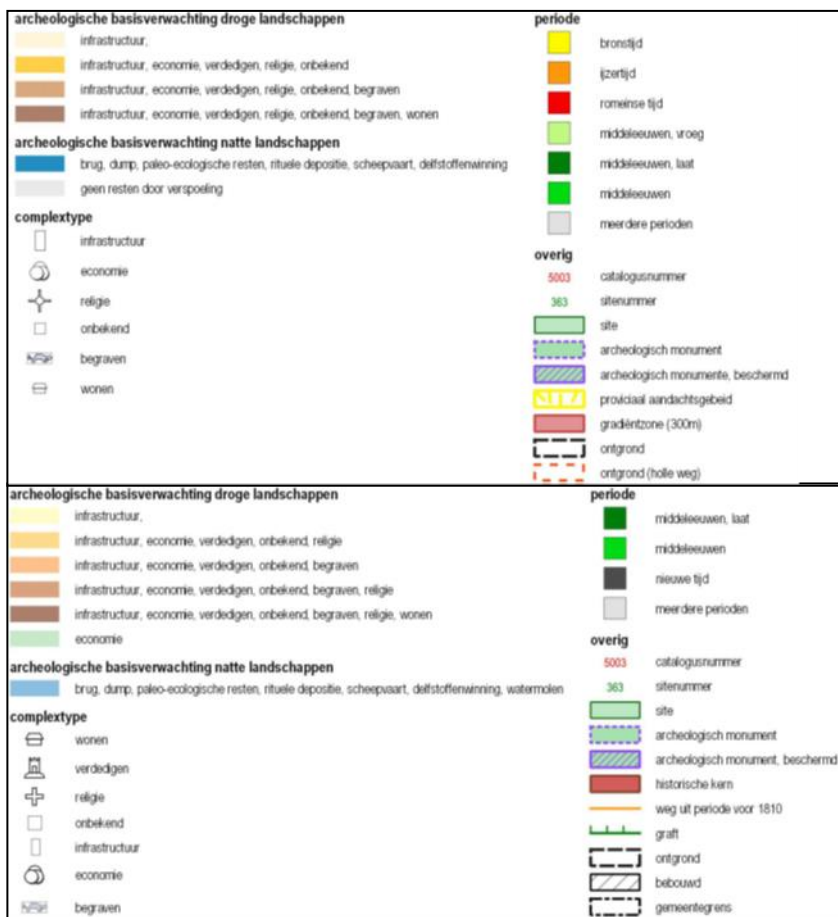 archeologische basisverwachting droge landschappen
infrastructuur,
infrastructuur, economie, verdedigen, religie, onbekend
infrastructuur, economie, verdedigen, religie, onbekend, begraven
infrastructuur, economie, verdedigen, religie, onbekend, begraven, wonen
archeologische basisverwachting natte landschappen
brug, dump, paleo-ecologische resten, rituele depositie, scheepvaart, delfstoffenwinning
geen resten door verspoeling
complextype
infrastructuur
economie
religie
onbekend
begraven
wonen
periode
bronstijd
ijzertijd
romeinse tijd
middeleeuwen, vroeg
middeleeuwen, laat
middeleeuwen
meerdere perioden
overig
5003 catalogusnummer
363 sitenummer
site
archeologisch monument
archeologisch monumente, beschermd
proviciaal aandachtsgebeid
gradiëntzone (300m)
ontgrond
ontgrond (holle weg)
archeologische basisverwachting droge landschappen
infrastructuur,
infrastructuur, economie, verdedigen, onbekend, religie
infrastructuur, economie, verdedigen, onbekend, begraven
infrastructuur, economie, verdedigen, onbekend, begraven, religie
infrastructuur, economie, verdedigen, onbekend, begraven, religie, wonen
economie
archeologische basisverwachting natte landschappen
brug, dump, paleo-ecologische resten, rituele depositie, scheepvaart, delfstoffenwinning, watermolen
complextype
wonen
verdedigen
religie
onbekend
infrastructuur
economie
begraven
periode
middeleeuwen, laat
middeleeuwen
nieuwe tijd
meerdere perioden
overig
5003 catalogusnummer
363 sitenummer
site
archeologisch monument
archeologisch monument, beschermd
historische kern
weg uit periode voor 1810
graft
ontgrond
bebouwd
gemeentegrens